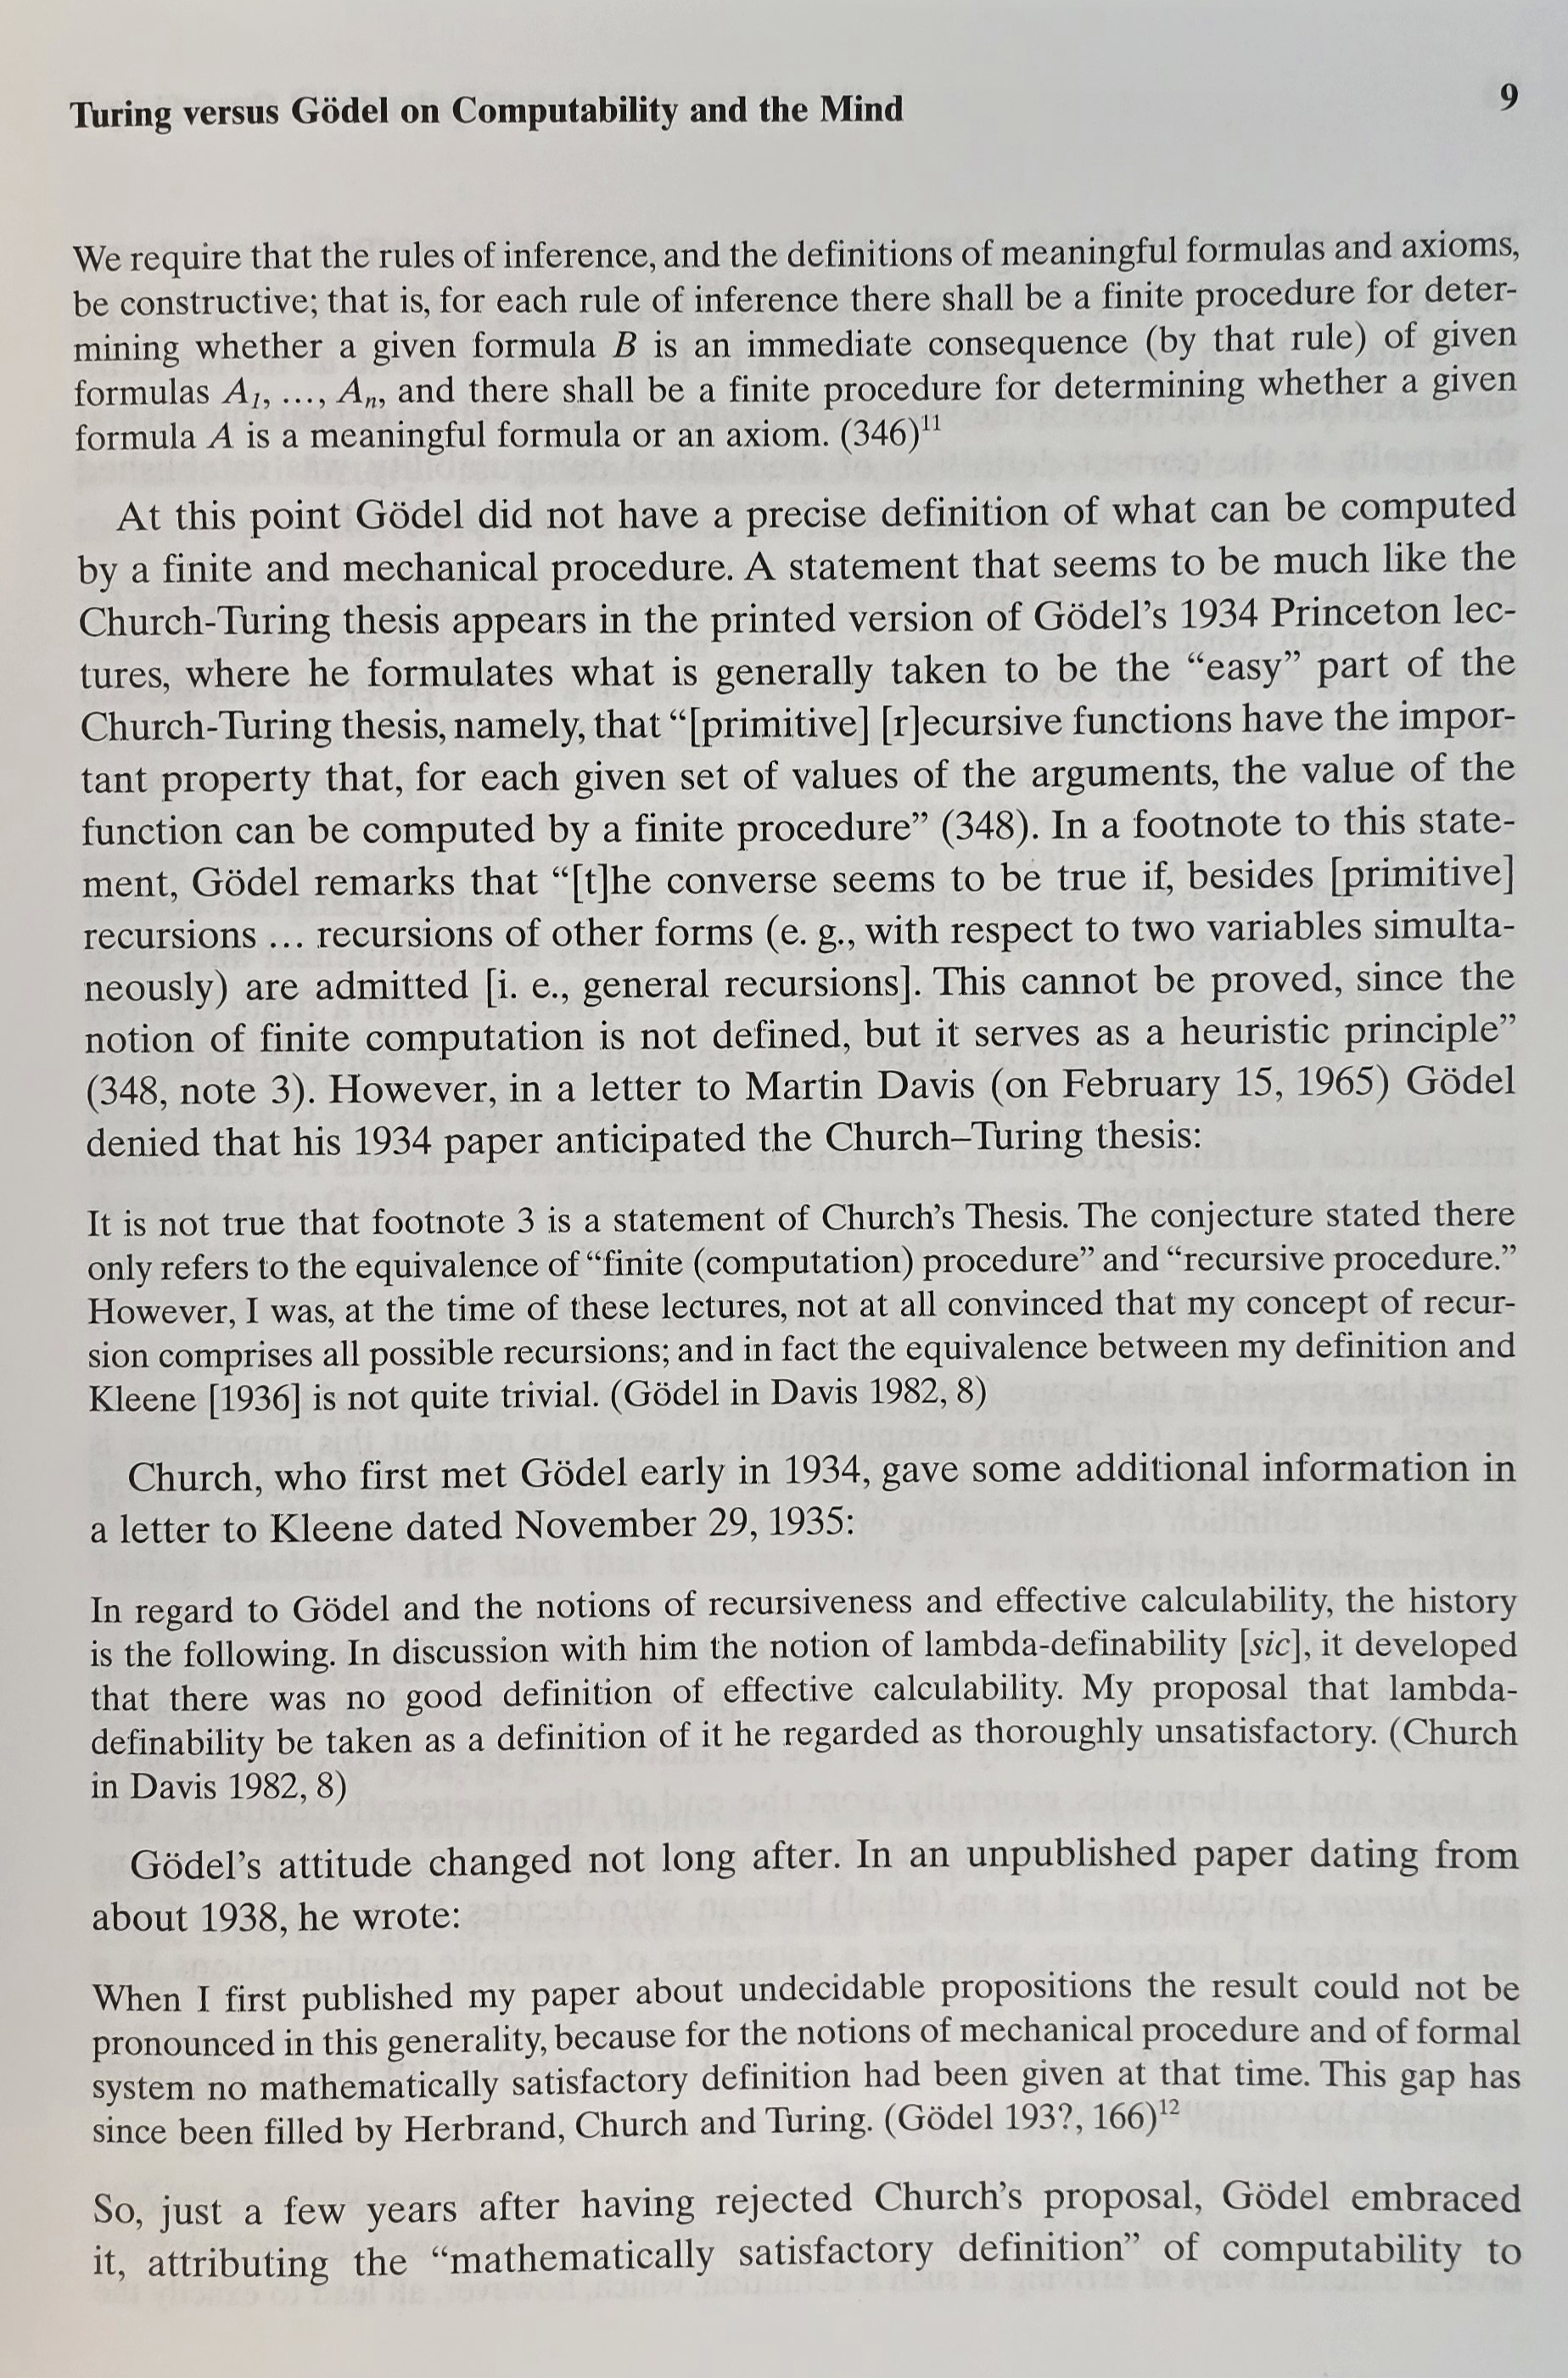 Turing versus Gödel on Computability and the Mind 9
We require that the rules of inference, and the definitions of meaningful formulas and axioms,
be constructive; that is, for each rule of inference there shall be a finite procedure for deter-
mining whether a given formula B is an immediate consequence (by that rule) of given
formulas A1, ..., An, and there shall be a finite procedure for determining whether a given
formula A is a meaningful formula or an axiom. (346)11
At this point Gödel did not have a precise definition of what can be computed
by a finite and mechanical procedure. A statement that seems to be much like the
Church-Turing thesis appears in the printed version of Gödel’s 1934 Princeton lec-
tures, where he formulates what is generally taken to be the “easy” part of the
Church-Turing thesis, namely, that “[primitive] [r]ecursive functions have the impor-
tant property that, for each given set of values of the arguments, the value of the
function can be computed by a finite procedure” (348). In a footnote to this state-
ment, Gödel remarks that “[t]he converse seems to be true if, besides [primitive]
recursions ... recursions of other forms (e. g., with respect to two variables simulta-
neously) are admitted [i. e., general recursions]. This cannot be proved, since the
notion of finite computation is not defined, but it serves as a heuristic principle”
(348, note 3). However, in a letter to Martin Davis (on February 15, 1965) Gödel
denied that his 1934 paper anticipated the Church–Turing thesis:
It is not true that footnote 3 is a statement of Church’s Thesis. The conjecture stated there
only refers to the equivalence of “finite (computation) procedure” and “recursive procedure.”
However, I was, at the time of these lectures, not at all convinced that my concept of recur-
sion comprises all possible recursions; and in fact the equivalence between my definition and
Kleene [1936] is not quite trivial. (Gödel in Davis 1982, 8)
Church, who first met Gödel early in 1934, gave some additional information in
a letter to Kleene dated November 29, 1935:
In regard to Gödel and the notions of recursiveness and effective calculability, the history
is the following. In discussion with him the notion of lambda-definability [sic], it developed
that there was no good definition of effective calculability. My proposal that lambda-
definability be taken as a definition of it he regarded as thoroughly unsatisfactory. (Church
in Davis 1982, 8)
Gödel’s attitude changed not long after. In an unpublished paper dating from
about 1938, he wrote:
When I first published my paper about undecidable propositions the result could not be
pronounced in this generality, because for the notions of mechanical procedure and of formal
system no mathematically satisfactory definition had been given at that time. This gap has
since been filled by Herbrand, Church and Turing. (Gödel 193?, 166)12
So, just a few years after having rejected Church’s proposal, Gödel embraced
it, attributing the “mathematically satisfactory definition” of computability to